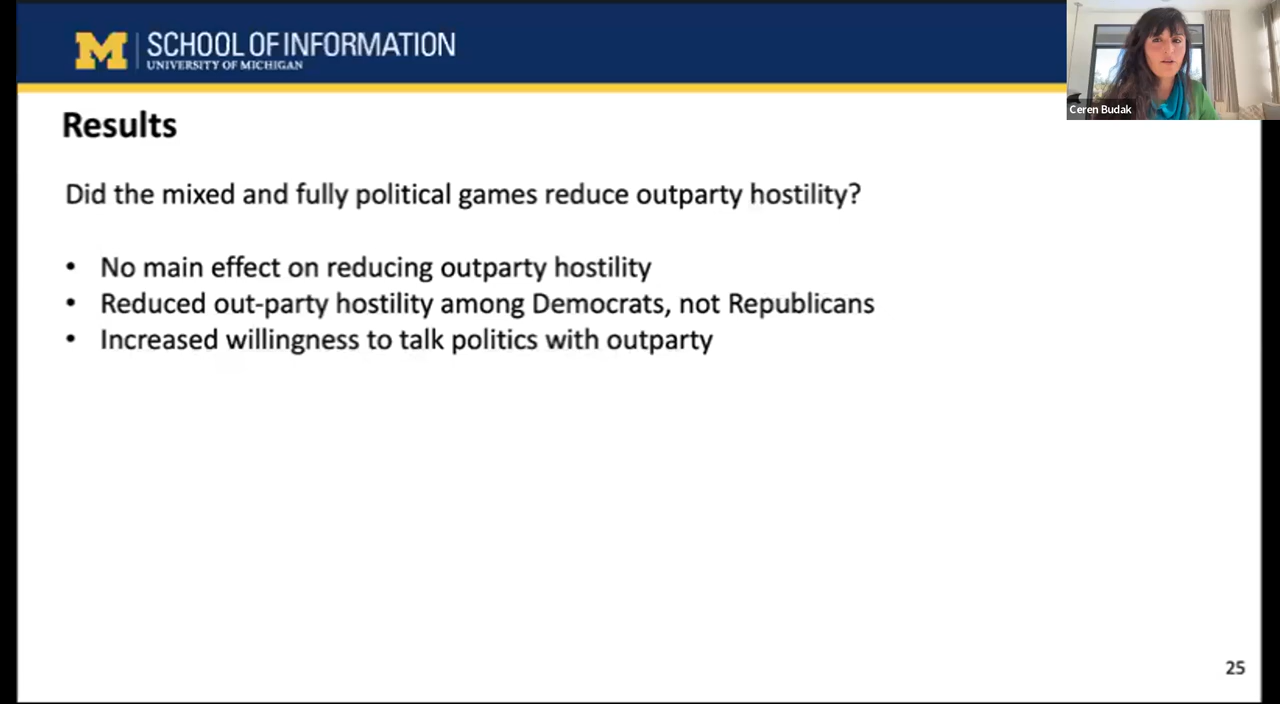 M
SCHOOL OF INFORMATION
UNIVERSITY OF MICHIGAN
Ceren Budak
Results
Did the mixed and fully political games reduce outparty hostility?
• No main effect on reducing outparty hostility
• Reduced out-party hostility among Democrats, not Republicans
• Increased willingness to talk politics with outparty
25